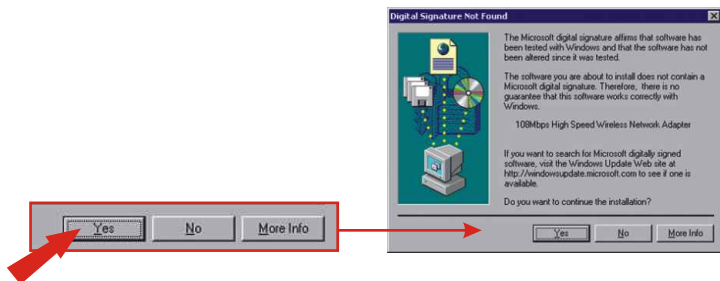 Digital Signature Not Found
The Microsoft digital signature affirms that software has
been tested with Windows and that the software has not
been altered since it was tested.
The software you are about to install does not contain a
Microsoft digital signature. Therefore, there is no
guarantee that this software works correctly with
Windows.
108Mbps High Speed Wireless Network Adapter
If you want to search for Microsoft digitally signed
software, visit the Windows Update Web site at
http://windowsupdate.microsoft.com to see if one is
available.
Do you want to continue the installation?
Yes No More Info
Yes No More Info